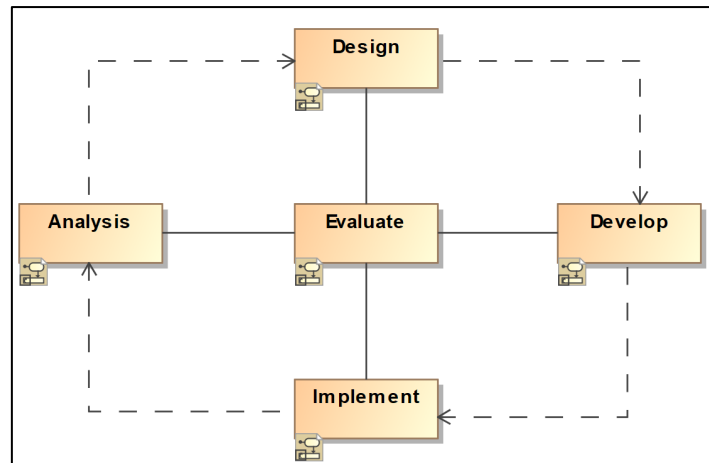 Design
Analysis
Evaluate
Develop
Implement